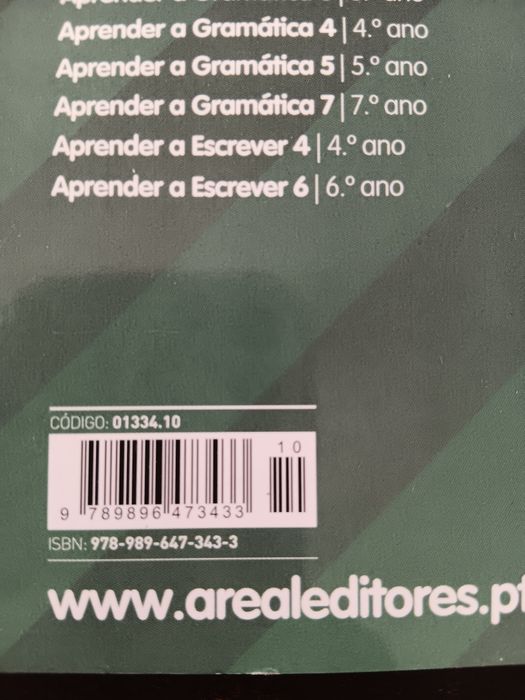 Aprender a Gramática
Aprender a Gramática 4 | 4.º ano
Aprender a Gramática 5 | 5.º ano
Aprender a Gramática 7 | 7.º ano
Aprender a Escrever 4 | 4.º ano
Aprender a Escrever 6 | 6.º ano
CÓDIGO: 01334.10
10
9 789896 473433
ISBN: 978-989-647-343-3
www.arealeditores.pt